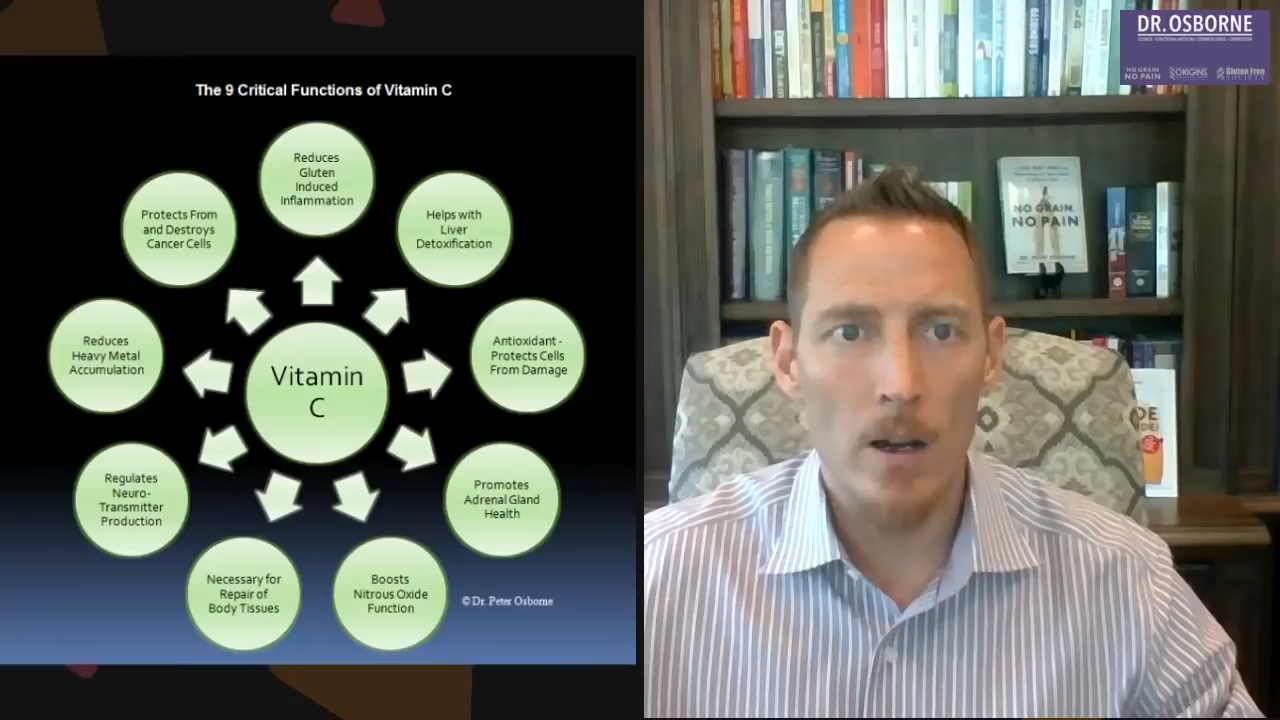 The 9 Critical Functions of Vitamin C
Reduces
Gluten
Induced
Inflammation
Helps with
Liver
Detoxification
Antioxidant -
Protects Cells
From Damage
Promotes
Adrenal Gland
Health
Boosts
Nitrous Oxide
Function
Necessary for
Repair of
Body Tissues
Regulates
Neuro-
Transmitter
Production
Reduces
Heavy Metal
Accumulation
Protects From
and Destroys
Cancer Cells
Vitamin
C
© Dr. Peter Osborne
DR. OSBORNE
NO GRAIN
NO PAIN
ORIGINS
Gluten Free
SOCIETY
NO GRAIN
NO PAIN